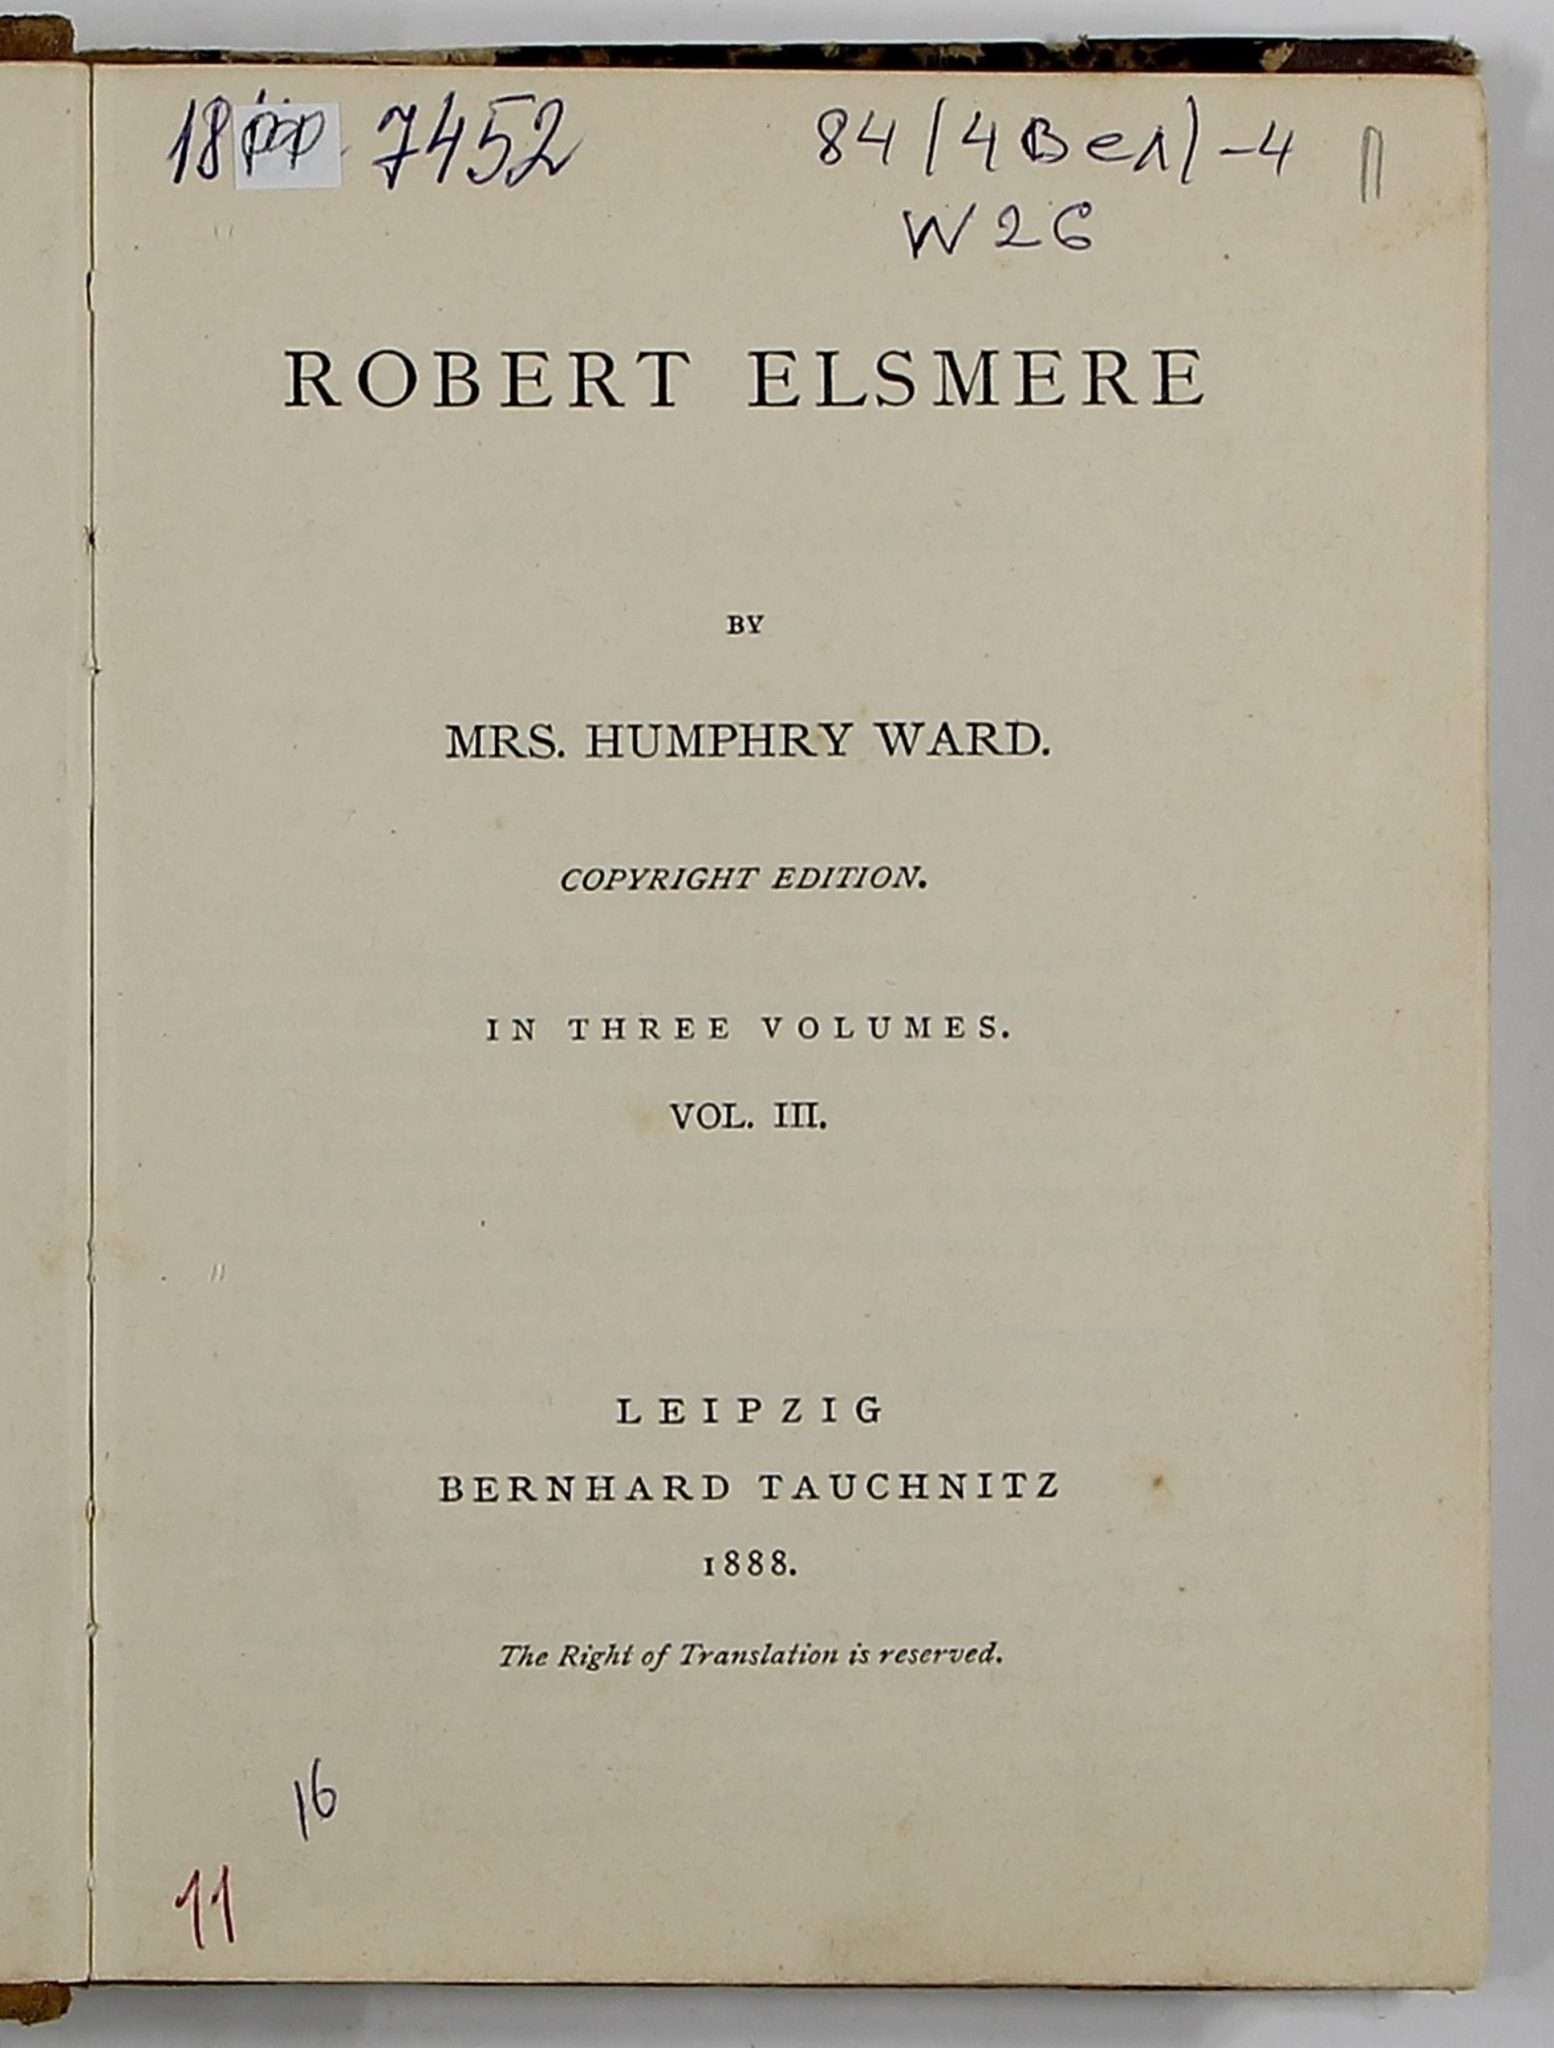 18 pp 7452 84(4Вел)-4 П
W26
ROBERT ELSMERE
BY
MRS. HUMPHRY WARD.
COPYRIGHT EDITION.
IN THREE VOLUMES.
VOL. III.
LEIPZIG
BERNHARD TAUCHNITZ
1888.
The Right of Translation is reserved.
16
11